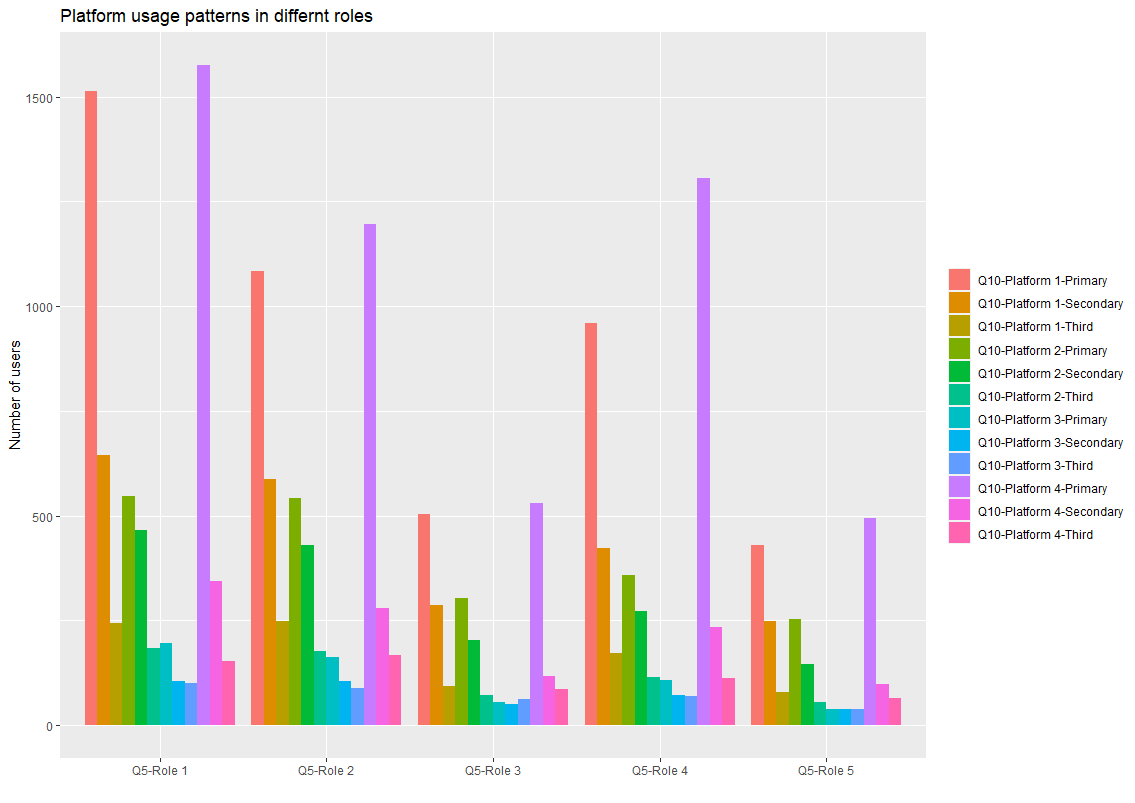 Platform usage patterns in differnt roles
Number of users
1500
1000
500
0
Q5-Role 1
Q5-Role 2
Q5-Role 3
Q5-Role 4
Q5-Role 5
Q10-Platform 1-Primary
Q10-Platform 1-Secondary
Q10-Platform 1-Third
Q10-Platform 2-Primary
Q10-Platform 2-Secondary
Q10-Platform 2-Third
Q10-Platform 3-Primary
Q10-Platform 3-Secondary
Q10-Platform 3-Third
Q10-Platform 4-Primary
Q10-Platform 4-Secondary
Q10-Platform 4-Third